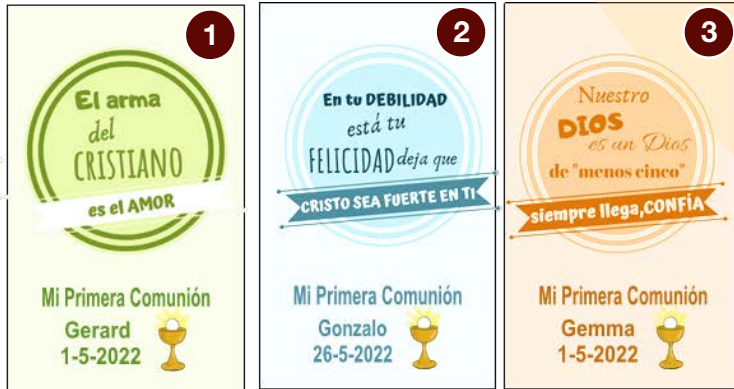 1
El arma
del
CRISTIANO
es el AMOR
Mi Primera Comunión
Gerard
1-5-2022
2
En tu DEBILIDAD
está tu
FELICIDAD deja que
CRISTO SEA FUERTE EN TI
Mi Primera Comunión
Gonzalo
26-5-2022
3
Nuestro
DIOS
es un Dios
de "menos cinco"
siempre llega,CONFÍA
Mi Primera Comunión
Gemma
1-5-2022